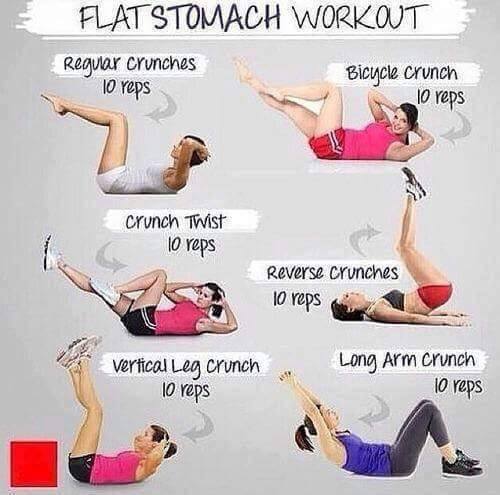 FLAT STOMACH WORKOUT
Regular Crunches
10 reps
Bicycle Crunch
10 reps
Crunch Twist
10 reps
Reverse Crunches
10 reps
Vertical Leg Crunch
10 reps
Long Arm Crunch
10 reps